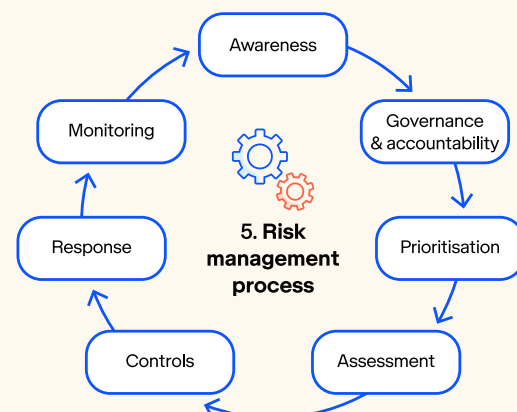 Awareness
Governance
& accountability
Prioritisation
Assessment
Controls
Response
Monitoring
5. Risk
management
process